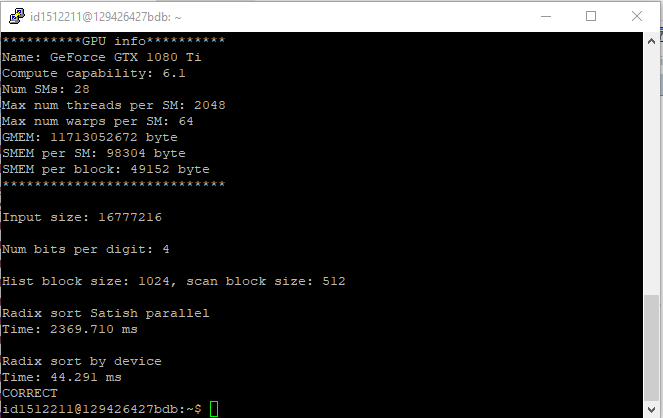 id1512211@129426427bdb: ~
**********GPU info**********
Name: GeForce GTX 1080 Ti
Compute capability: 6.1
Num SMs: 28
Max num threads per SM: 2048
Max num warps per SM: 64
GMEM: 11713052672 byte
SMEM per SM: 98304 byte
SMEM per block: 49152 byte
****************************
Input size: 16777216
Num bits per digit: 4
Hist block size: 1024, scan block size: 512
Radix sort Satish parallel
Time: 2369.710 ms
Radix sort by device
Time: 44.291 ms
CORRECT
id1512211@129426427bdb:~$